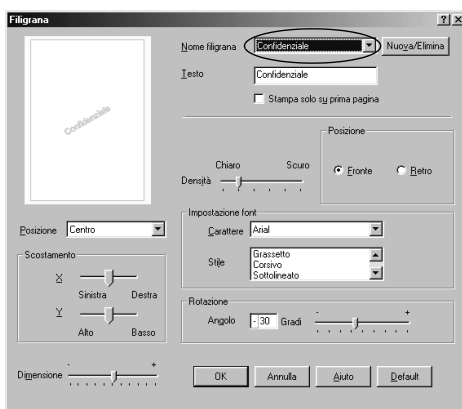 Filigrana
Nome filigrana Confidenziale Nuova/Elimina
Testo Confidenziale
Stampa solo su prima pagina
Confidenziale
Posizione
Chiaro Scuro
Densità
Fronte Retro
Posizione Centro
Impostazione font
Carattere Arial
Stile Grassetto
Corsivo
Sottolineato
Scostamento
X
Sinistra Destra
Y
Alto Basso
Rotazione
- +
Angolo -30 Gradi
- +
Dimensione
OK Annulla Aiuto Default